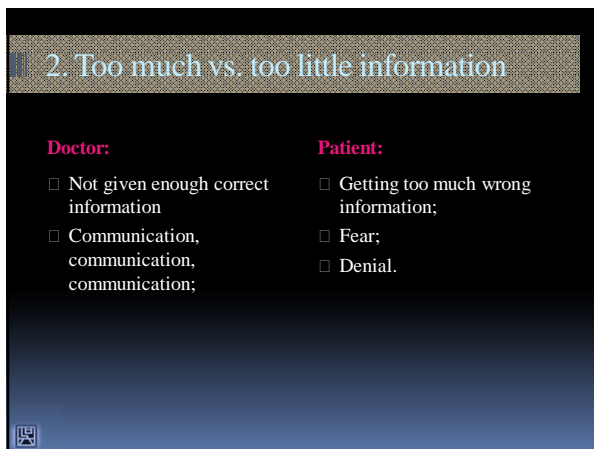 2. Too much vs. too little information
Doctor:
□ Not given enough correct
information
□ Communication,
communication,
communication;
Patient:
□ Getting too much wrong
information;
□ Fear;
□ Denial.